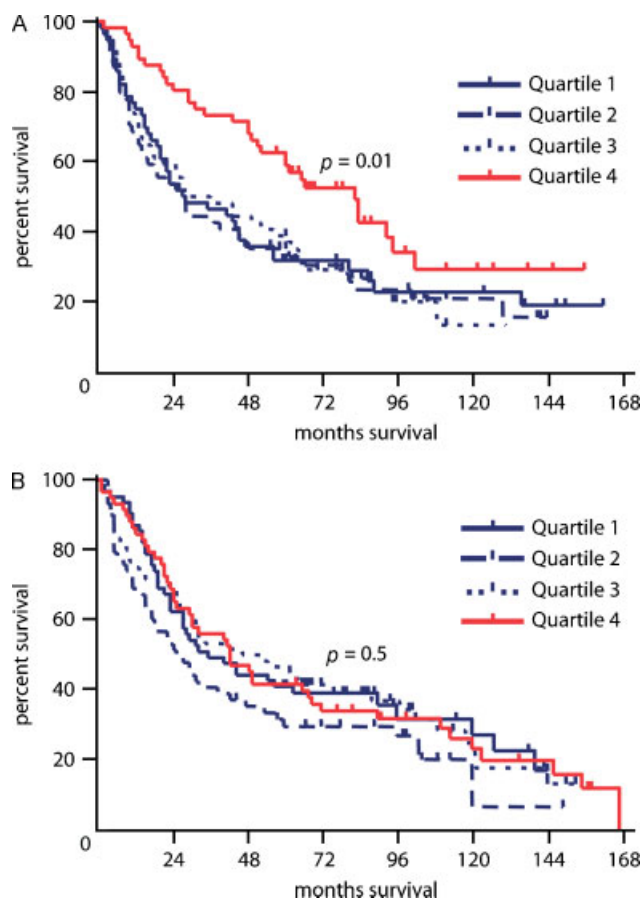 A
100
80
60
40
20
0
percent survival
Quartile 1
Quartile 2
Quartile 3
Quartile 4
p = 0.01
24 48 72 96 120 144 168
months survival
B
100
80
60
40
20
0
percent survival
Quartile 1
Quartile 2
Quartile 3
Quartile 4
p = 0.5
24 48 72 96 120 144 168
months survival